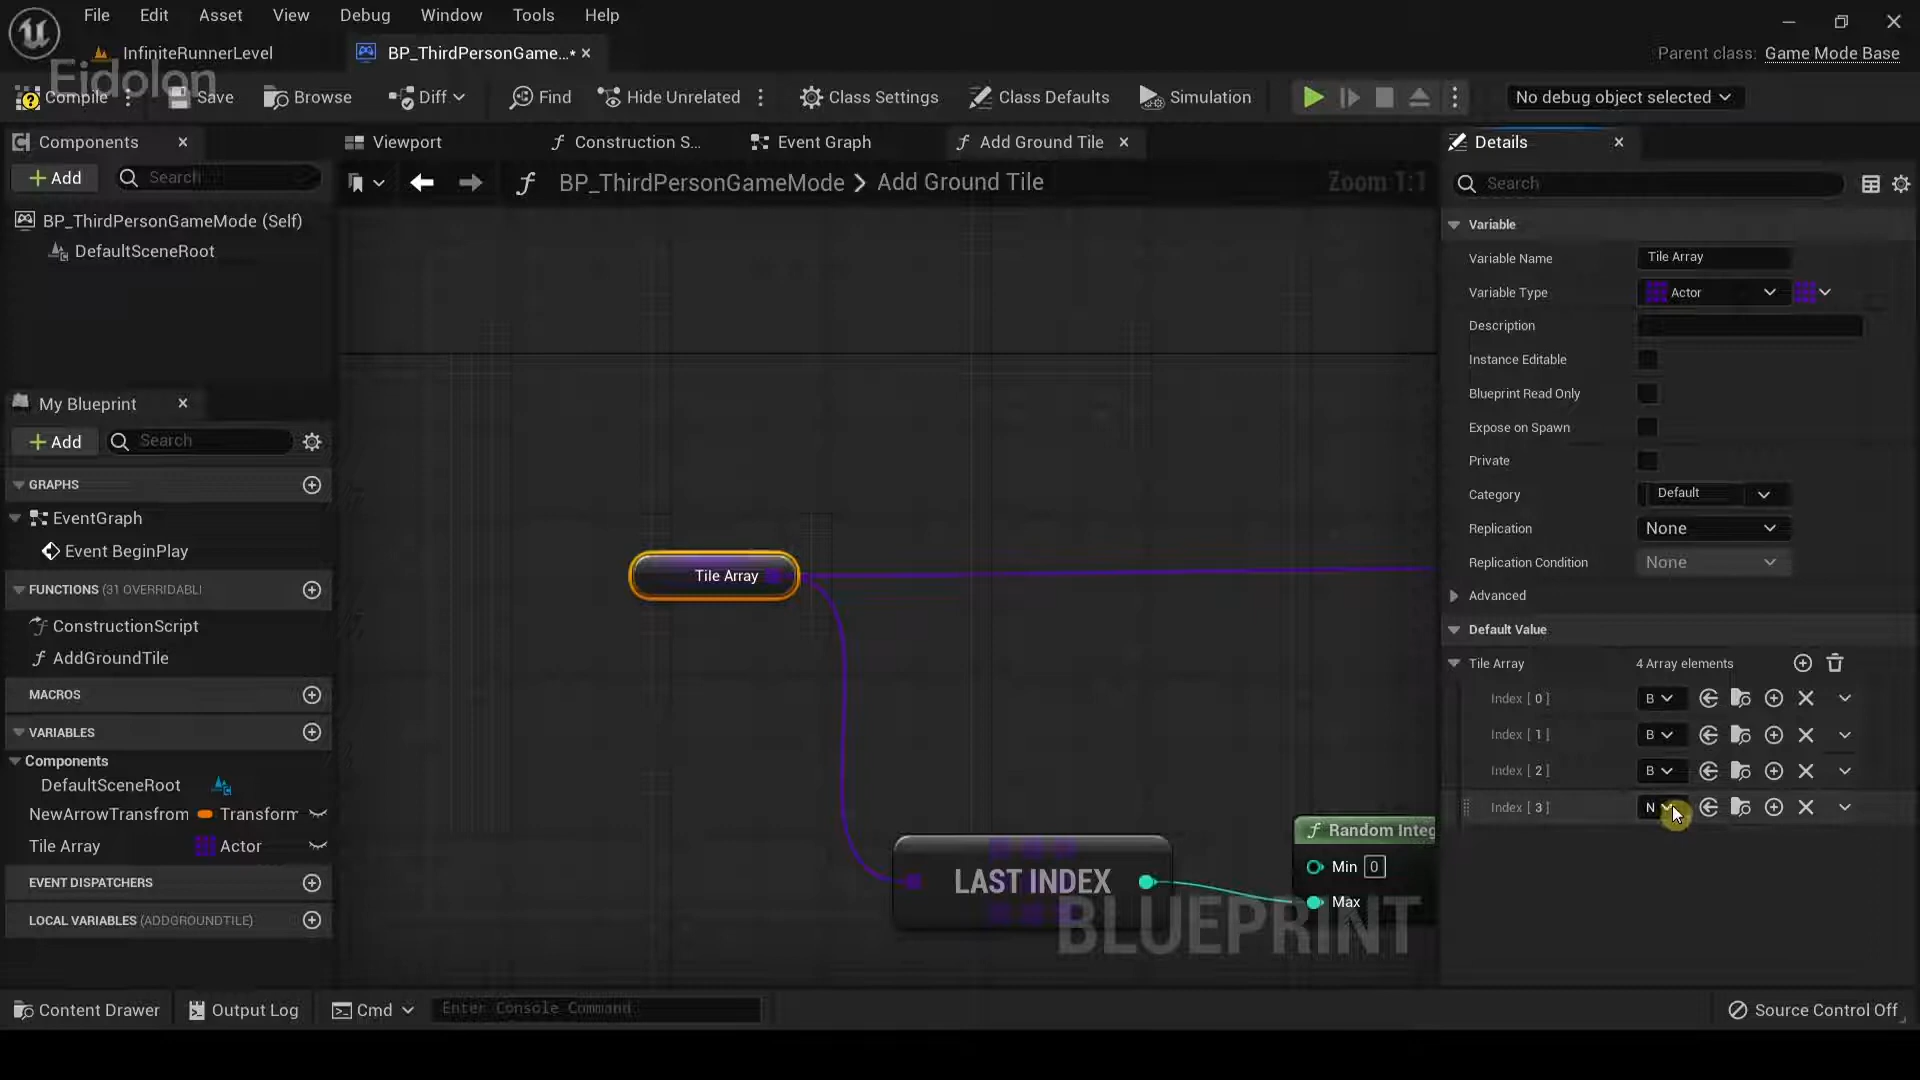 File Edit Asset View Debug Window Tools Help
InfiniteRunnerLevel
BP_ThirdPersonGame...*
Parent class: Game Mode Base
Eidolon
Compile
Save
Browse
Diff
Find
Hide Unrelated
Class Settings
Class Defaults
Simulation
No debug object selected
Components
Viewport
Construction S...
Event Graph
Add Ground Tile
Details
Add
Search
BP_ThirdPersonGameMode > Add Ground Tile
Zoom 1:1
Search
BP_ThirdPersonGameMode (Self)
DefaultSceneRoot
Variable
Variable Name Tile Array
Variable Type Actor
Description
Instance Editable
Blueprint Read Only
Expose on Spawn
Private
Category Default
Replication None
Replication Condition None
Advanced
Default Value
Tile Array 4 Array elements
Index [ 0 ] B
Index [ 1 ] B
Index [ 2 ] B
Index [ 3 ] N
My Blueprint
Add
Search
GRAPHS
EventGraph
Event BeginPlay
FUNCTIONS (31 OVERRIDABL
ConstructionScript
AddGroundTile
MACROS
VARIABLES
Components
DefaultSceneRoot
NewArrowTransfrom Transform
Tile Array Actor
EVENT DISPATCHERS
LOCAL VARIABLES (ADDGROUNDTILE)
Tile Array
LAST INDEX
Random Integ
Min 0
Max
BLUEPRINT
Content Drawer
Output Log
Cmd
Enter Console Command
Source Control Off